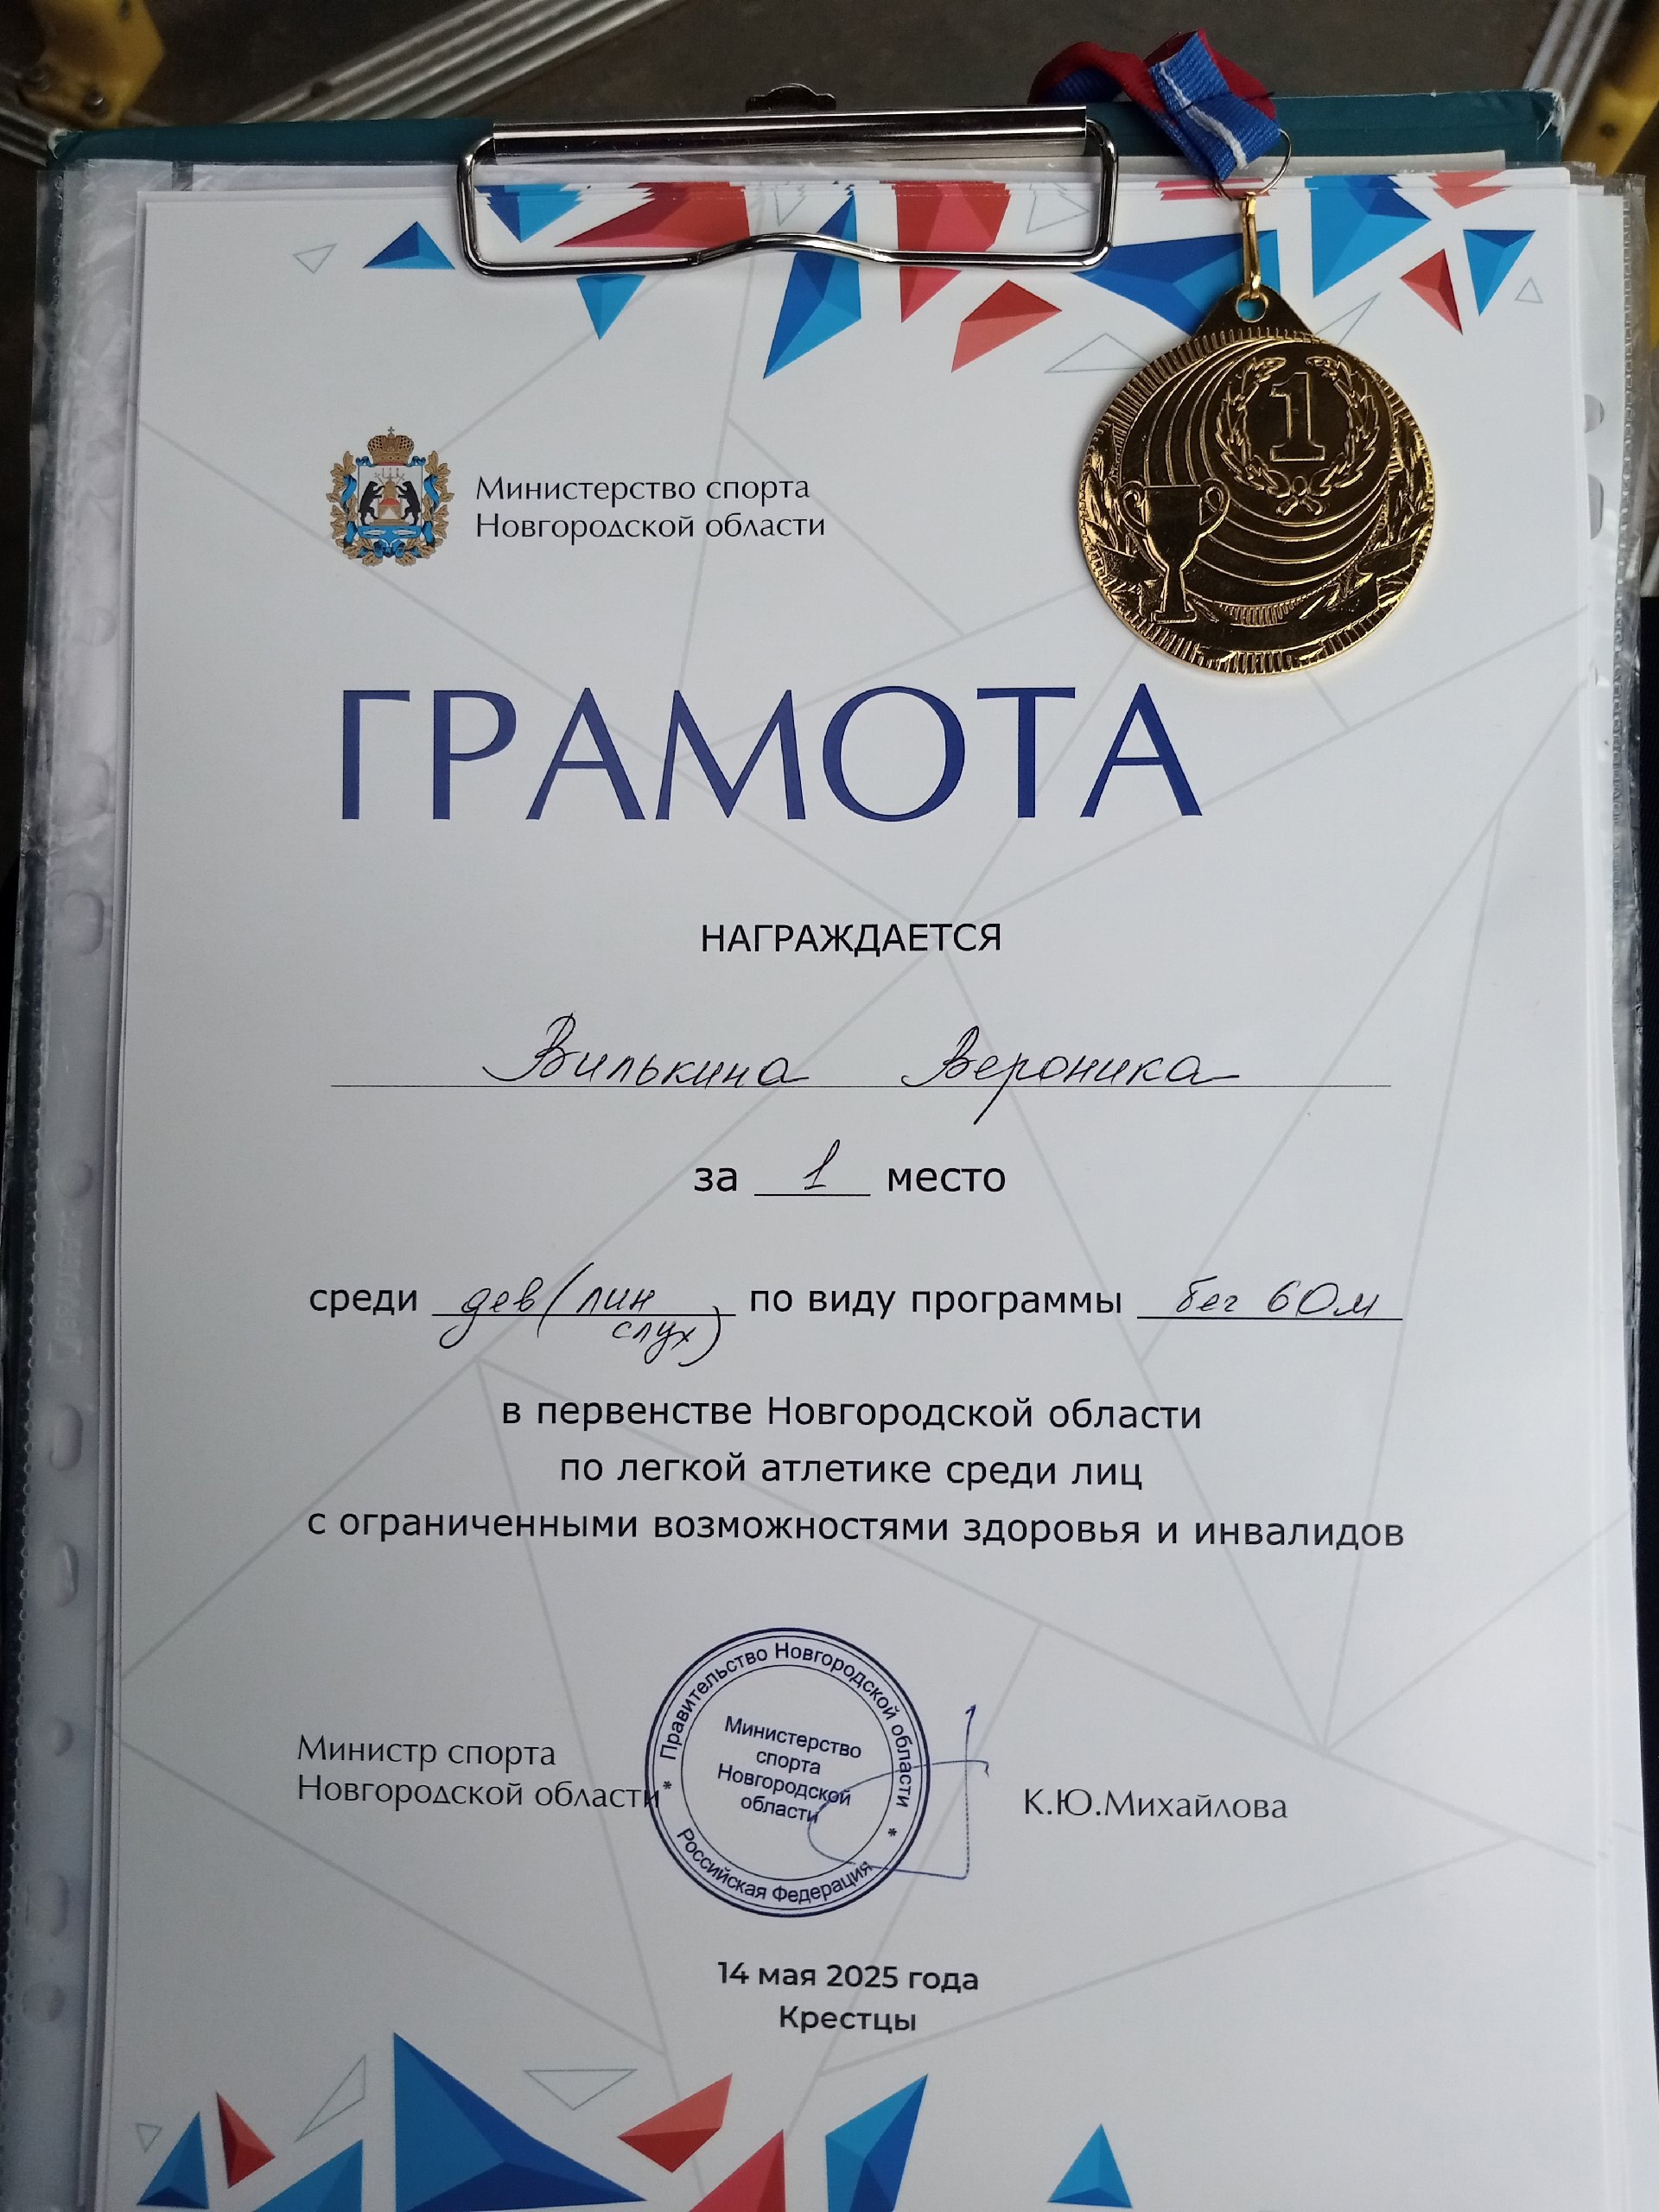 1
Министерство спорта
Новгородской области
ГРАМОТА
НАГРАЖДАЕТСЯ
Вилькина Вероника
за 1 место
среди дев (лин слух) по виду программы бег 60м
в первенстве Новгородской области
по легкой атлетике среди лиц
с ограниченными возможностями здоровья и инвалидов
Министр спорта
Новгородской области
Правительство Новгородской области
* Российская Федерация *
Министерство
спорта
Новгородской
области
К.Ю.Михайлова
14 мая 2025 года
Крестцы